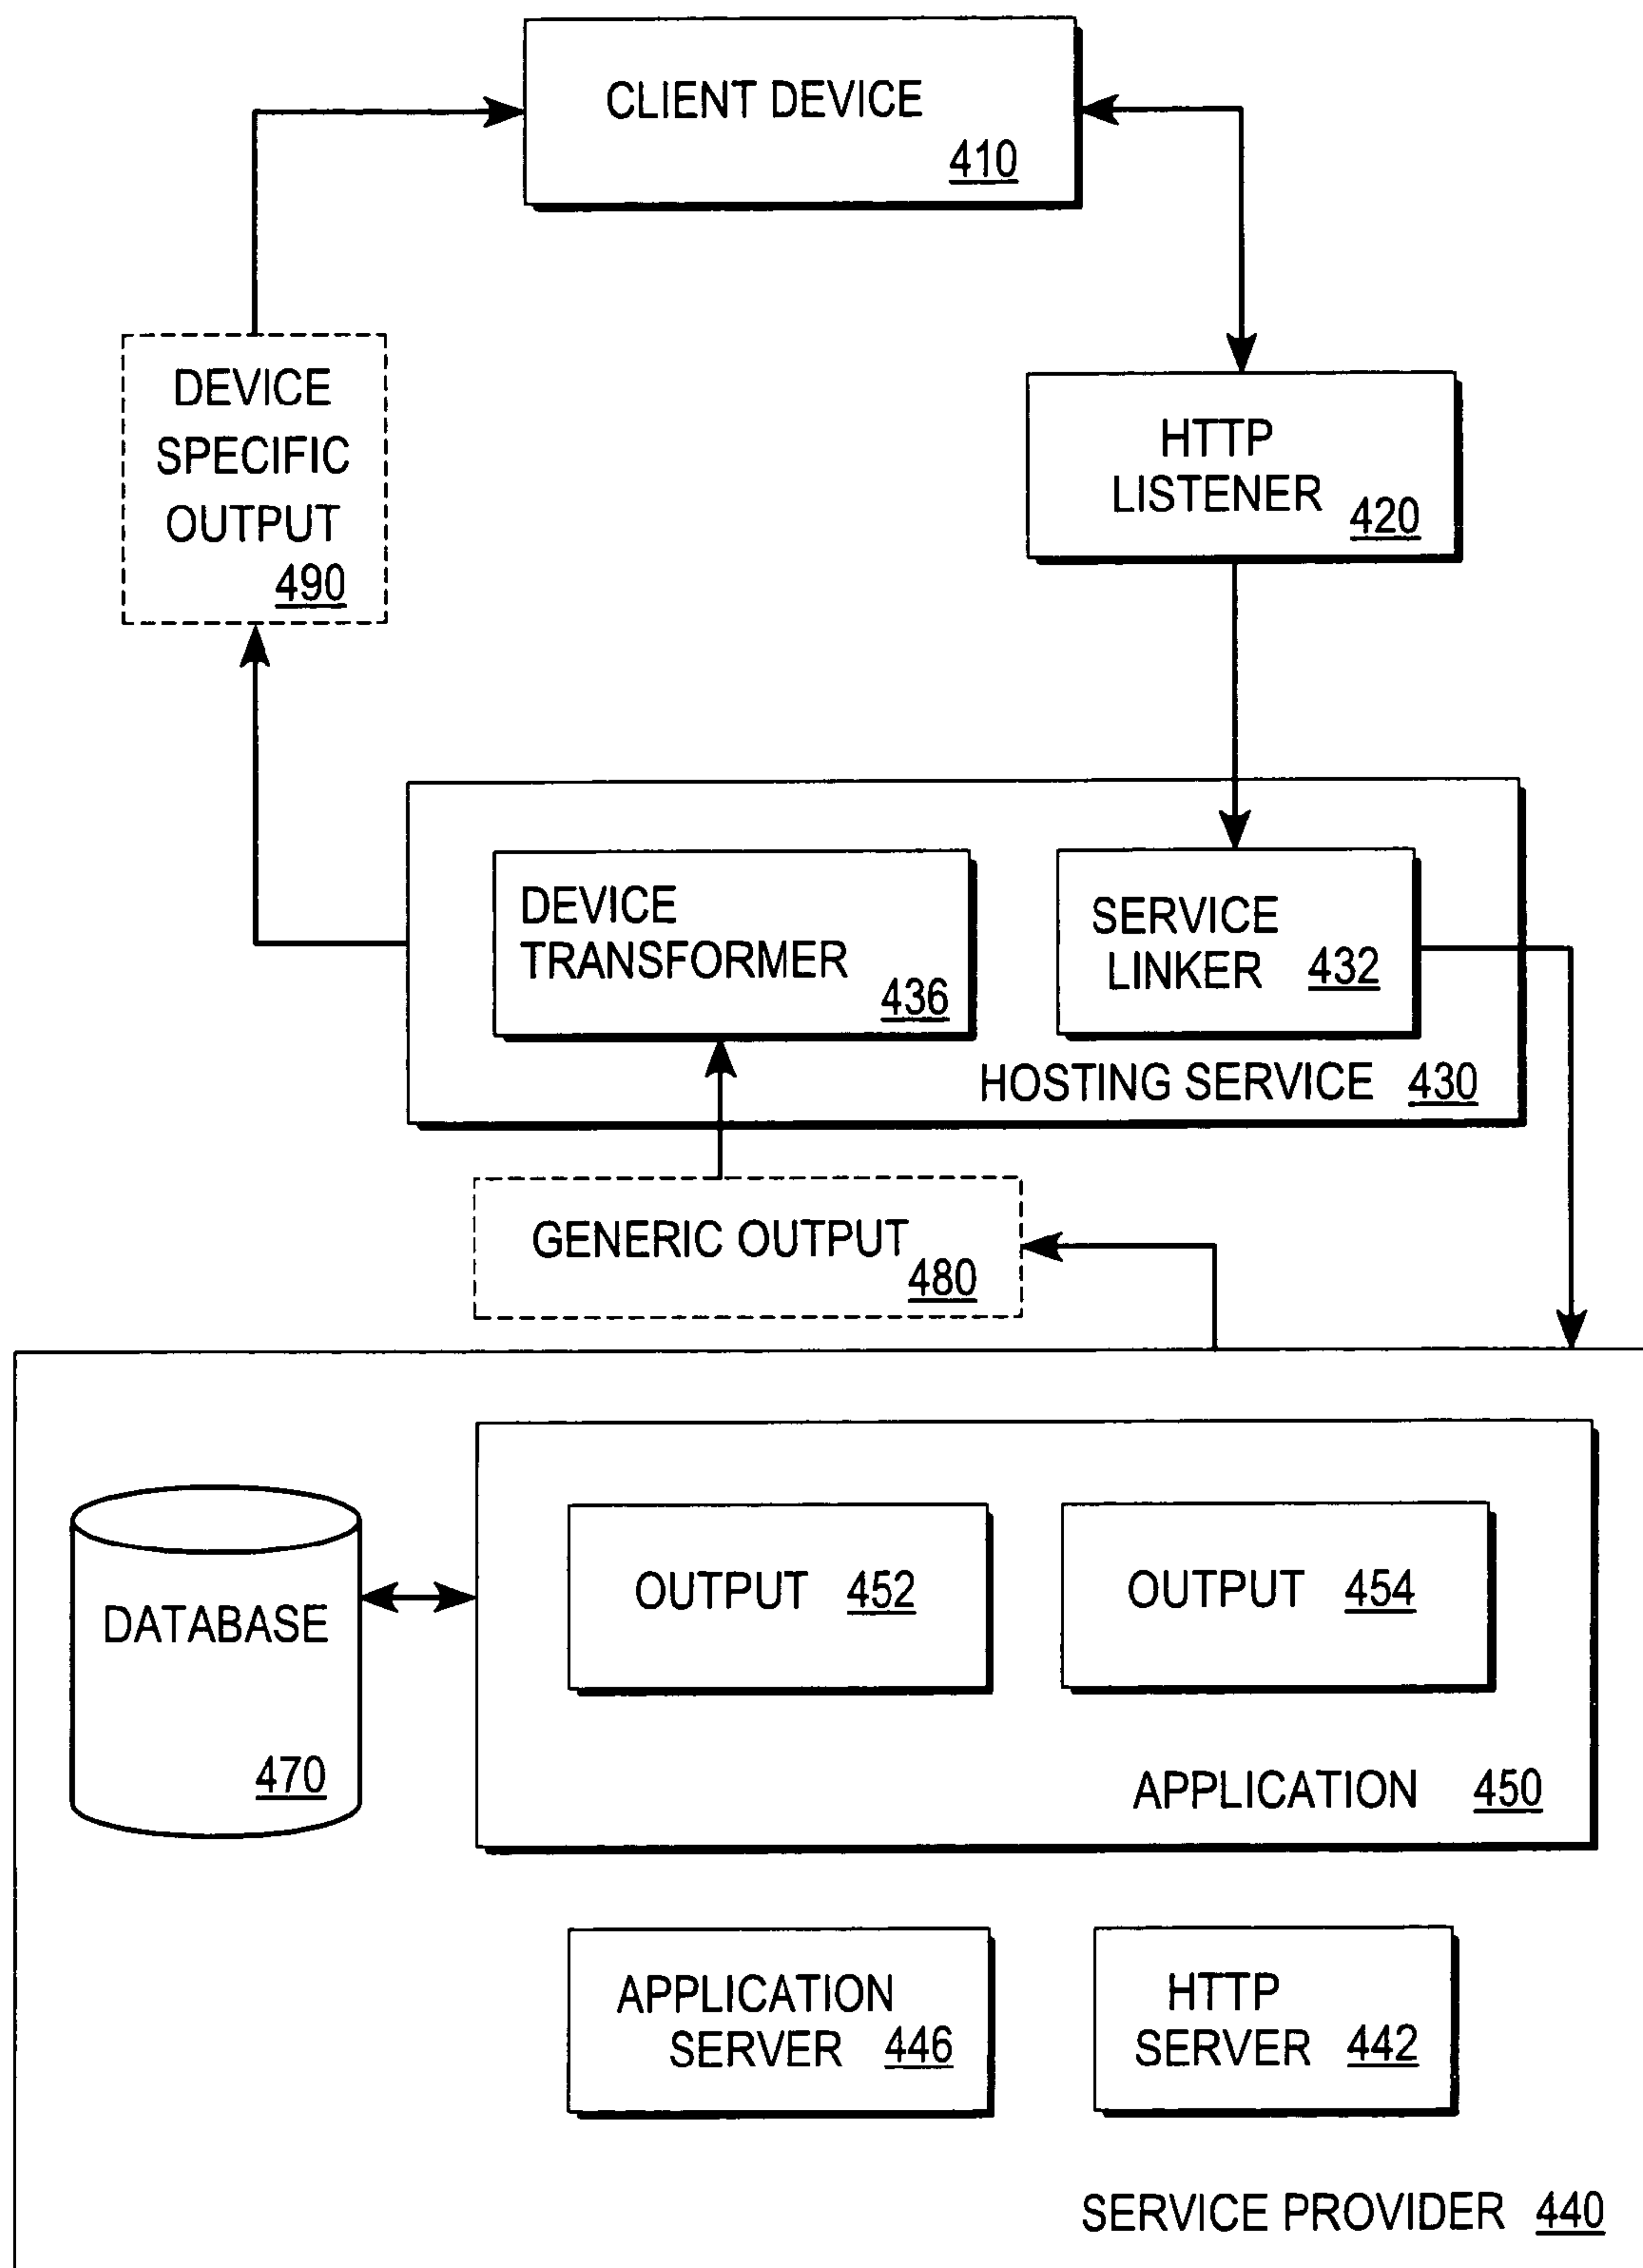 CLIENT DEVICE
410
DEVICE
SPECIFIC
OUTPUT
490
HTTP
LISTENER 420
DEVICE
TRANSFORMER
436
SERVICE
LINKER 432
HOSTING SERVICE 430
GENERIC OUTPUT
480
DATABASE
470
OUTPUT 452
OUTPUT 454
APPLICATION 450
APPLICATION
SERVER 446
HTTP
SERVER 442
SERVICE PROVIDER 440